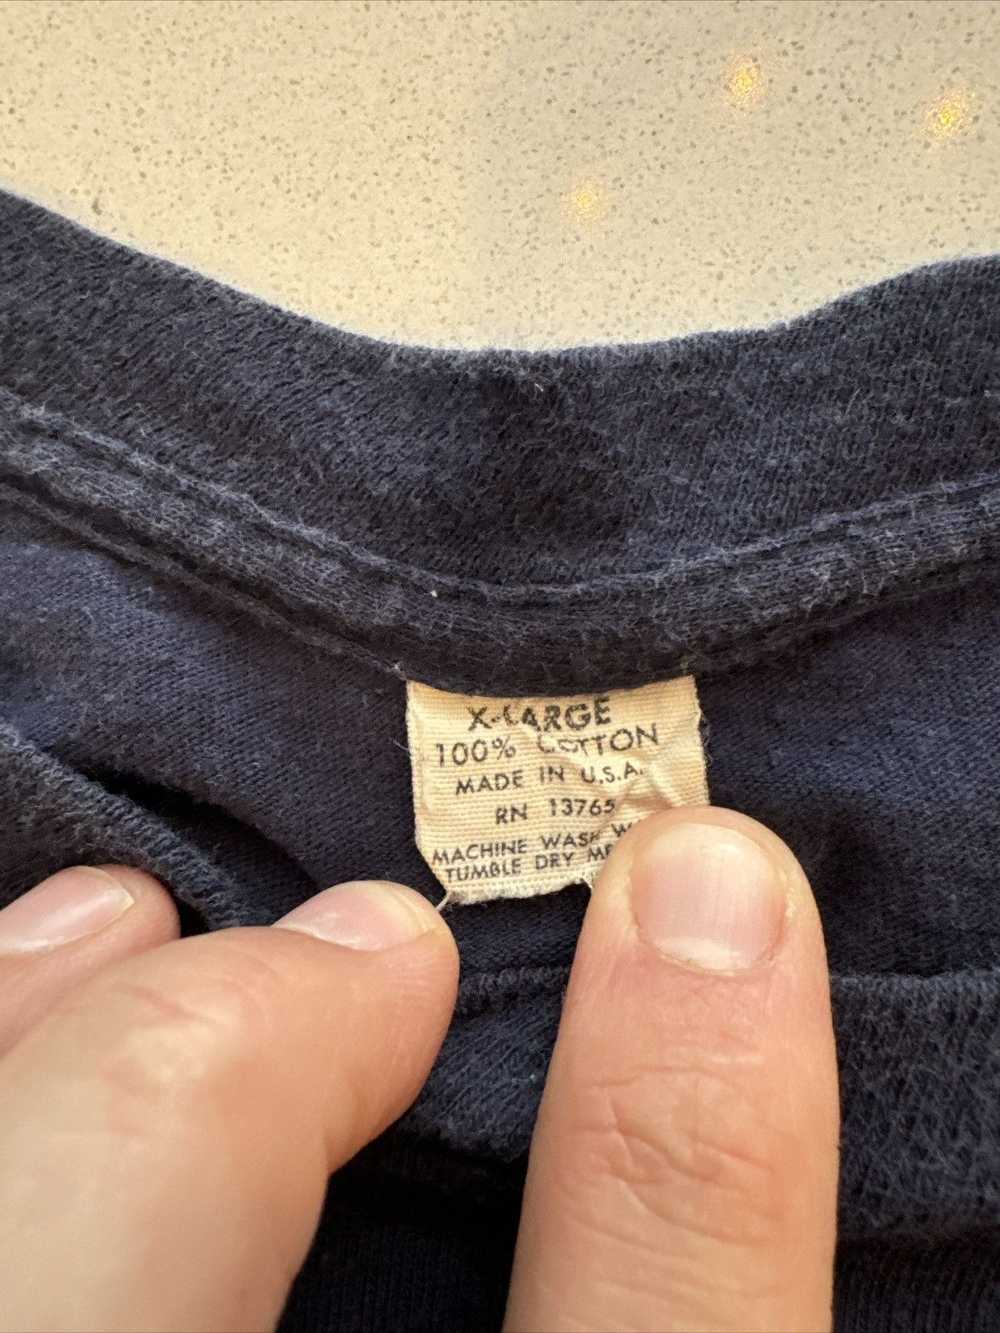 X-LARGE
100% COTTON
MADE IN U.S.A.
RN 13765
MACHINE WASH
TUMBLE DRY